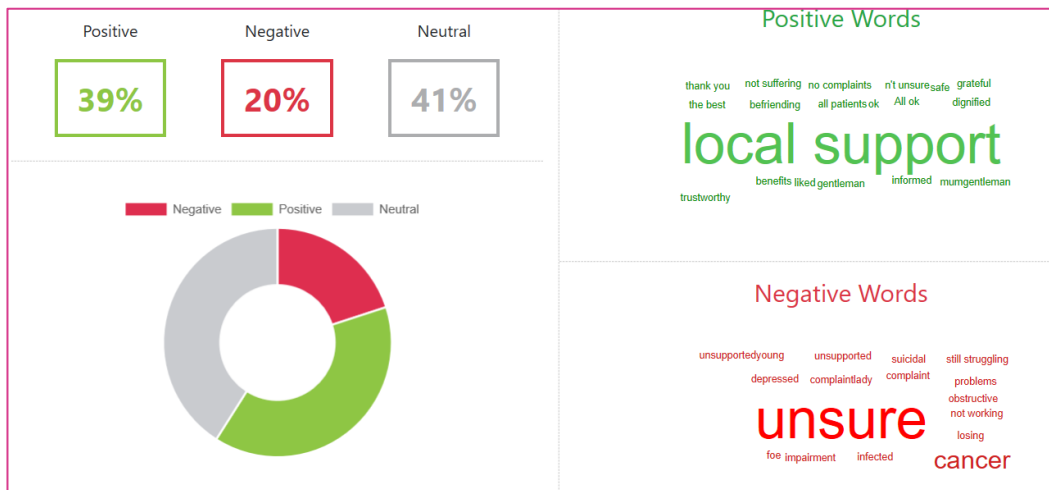 Positive Negative Neutral
39% 20% 41%
Negative Positive Neutral
Positive Words
thank you not suffering no complaints n't unsure safe grateful
the best befriending all patients ok All ok dignified
local support
benefits liked gentleman informed mumgentleman
trustworthy
Negative Words
unsupportedyoung unsupported suicidal still struggling
depressed complaintlady complaint problems
obstructive
unsure not working
losing
foe impairment infected cancer